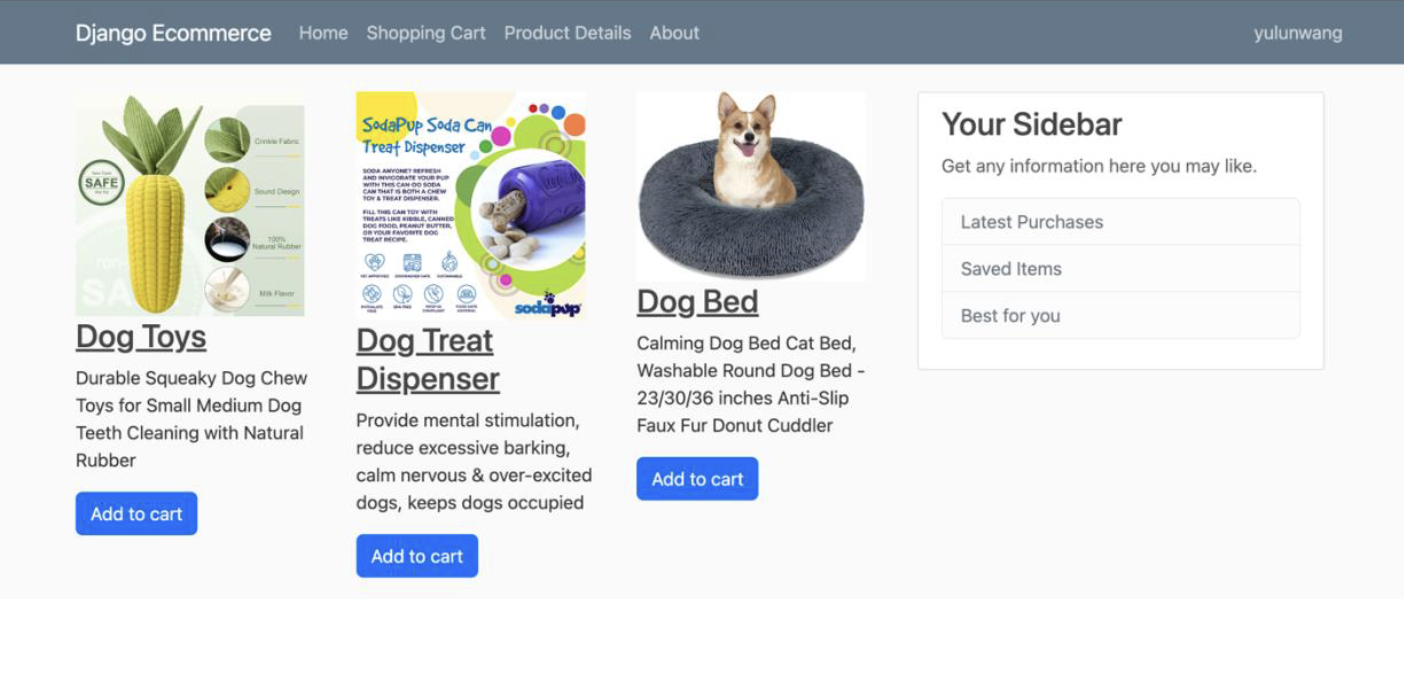 Django Ecommerce Home Shopping Cart Product Details About yulunwang
Crinkle Fabric
SAFE
Sound Design
100%
Natural Rubber
Milk Flavor
Dog Toys
Durable Squeaky Dog Chew
Toys for Small Medium Dog
Teeth Cleaning with Natural
Rubber
Add to cart
SodaPup Soda Can
Treat Dispenser
SODA ANYONE? REFRESH
AND INVIGORATE YOUR PUP
WITH THIS CAN-DO SODA
CAN THAT IS BOTH A CHEW
TOY & TREAT DISPENSER.
FILL THIS CAN TOY WITH
TREATS LIKE KIBBLE, CANNED
DOG FOOD, PEANUT BUTTER,
OR YOUR FAVORITE DOG
TREAT RECIPE.
sodapup
Dog Treat
Dispenser
Provide mental stimulation,
reduce excessive barking,
calm nervous & over-excited
dogs, keeps dogs occupied
Add to cart
Dog Bed
Calming Dog Bed Cat Bed,
Washable Round Dog Bed -
23/30/36 inches Anti-Slip
Faux Fur Donut Cuddler
Add to cart
Your Sidebar
Get any information here you may like.
Latest Purchases
Saved Items
Best for you